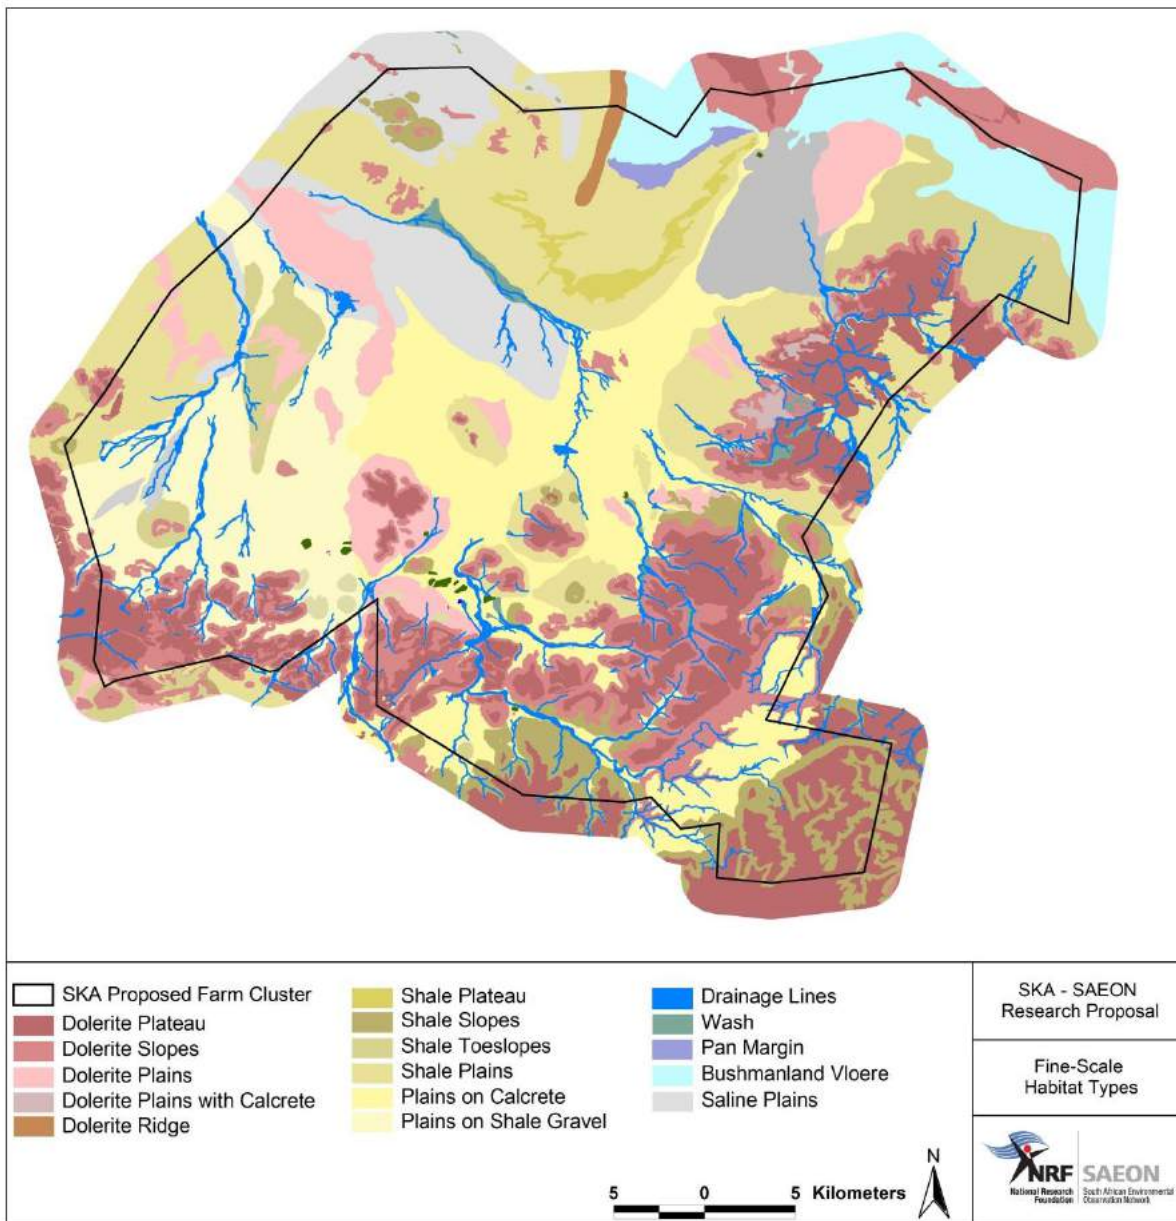 SKA Proposed Farm Cluster
Dolerite Plateau
Dolerite Slopes
Dolerite Plains
Dolerite Plains with Calcrete
Dolerite Ridge
Shale Plateau
Shale Slopes
Shale Toeslopes
Shale Plains
Plains on Calcrete
Plains on Shale Gravel
Drainage Lines
Wash
Pan Margin
Bushmanland Vloere
Saline Plains
5 0 5 Kilometers
N
SKA - SAEON
Research Proposal
Fine-Scale
Habitat Types
NRF
National Research
Foundation
SAEON
South African Environmental
Observation Network